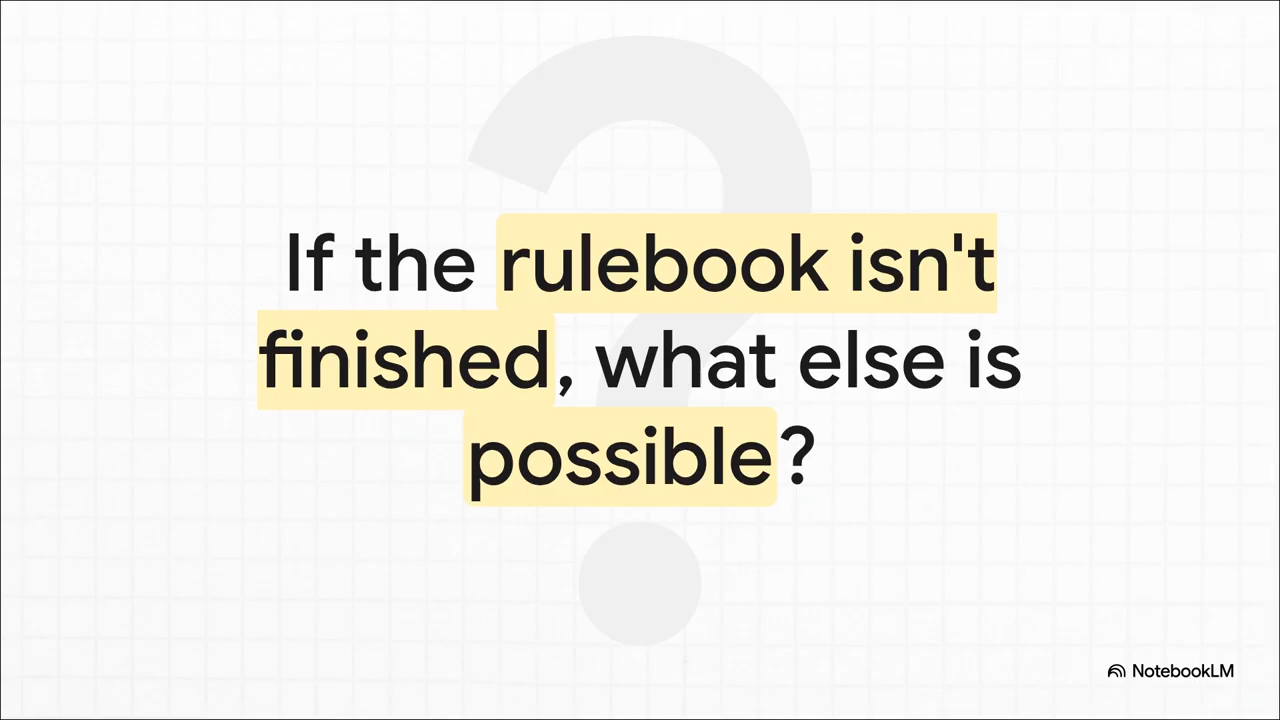 If the rulebook isn't
finished, what else is
possible?
NotebookLM